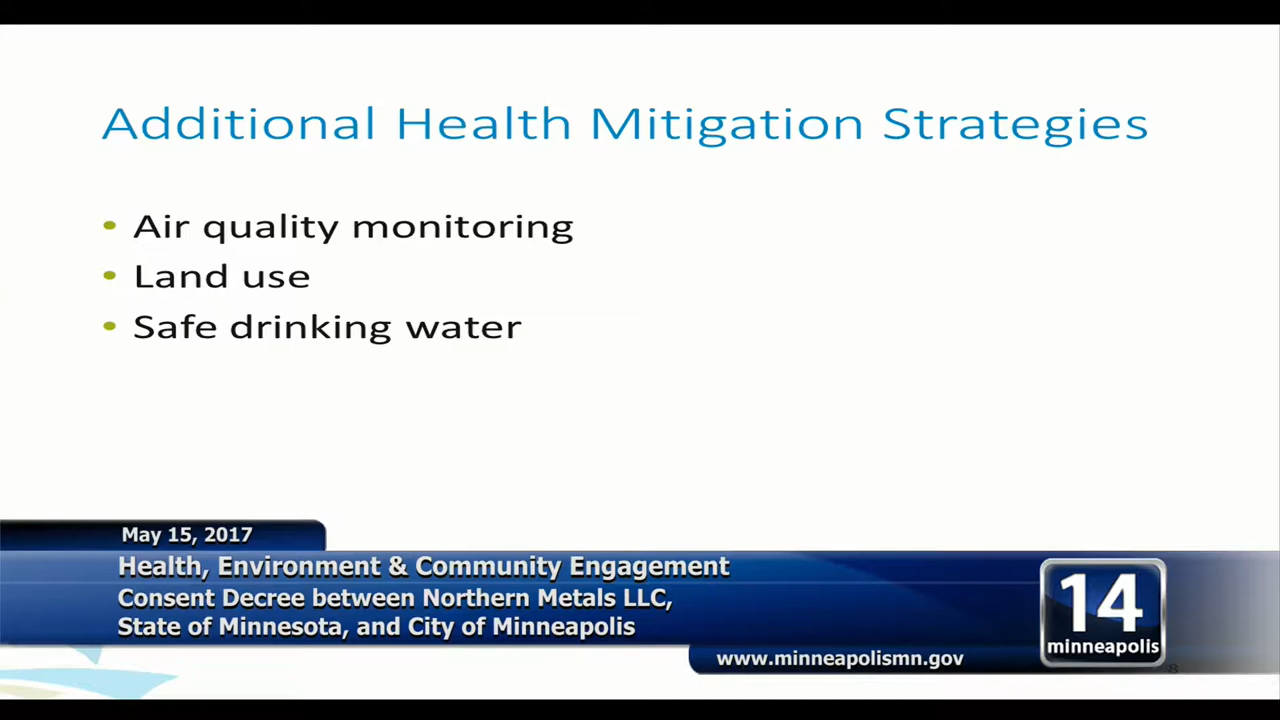 Additional Health Mitigation Strategies
• Air quality monitoring
• Land use
• Safe drinking water
May 15, 2017
Health, Environment & Community Engagement
Consent Decree between Northern Metals LLC,
State of Minnesota, and City of Minneapolis
14
minneapolis
www.minneapolismn.gov
8